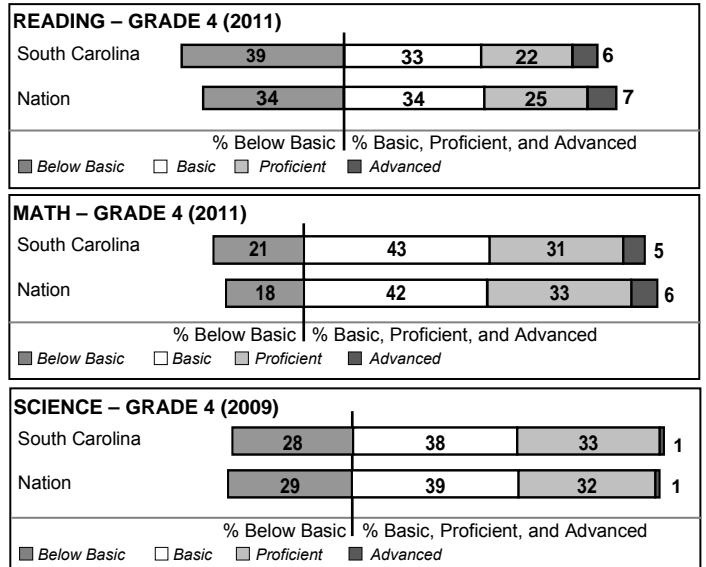 READING – GRADE 4 (2011)
South Carolina 39 33 22 6
Nation 34 34 25 7
% Below Basic % Basic, Proficient, and Advanced
Below Basic Basic Proficient Advanced
MATH – GRADE 4 (2011)
South Carolina 21 43 31 5
Nation 18 42 33 6
% Below Basic % Basic, Proficient, and Advanced
Below Basic Basic Proficient Advanced
SCIENCE – GRADE 4 (2009)
South Carolina 28 38 33 1
Nation 29 39 32 1
% Below Basic % Basic, Proficient, and Advanced
Below Basic Basic Proficient Advanced